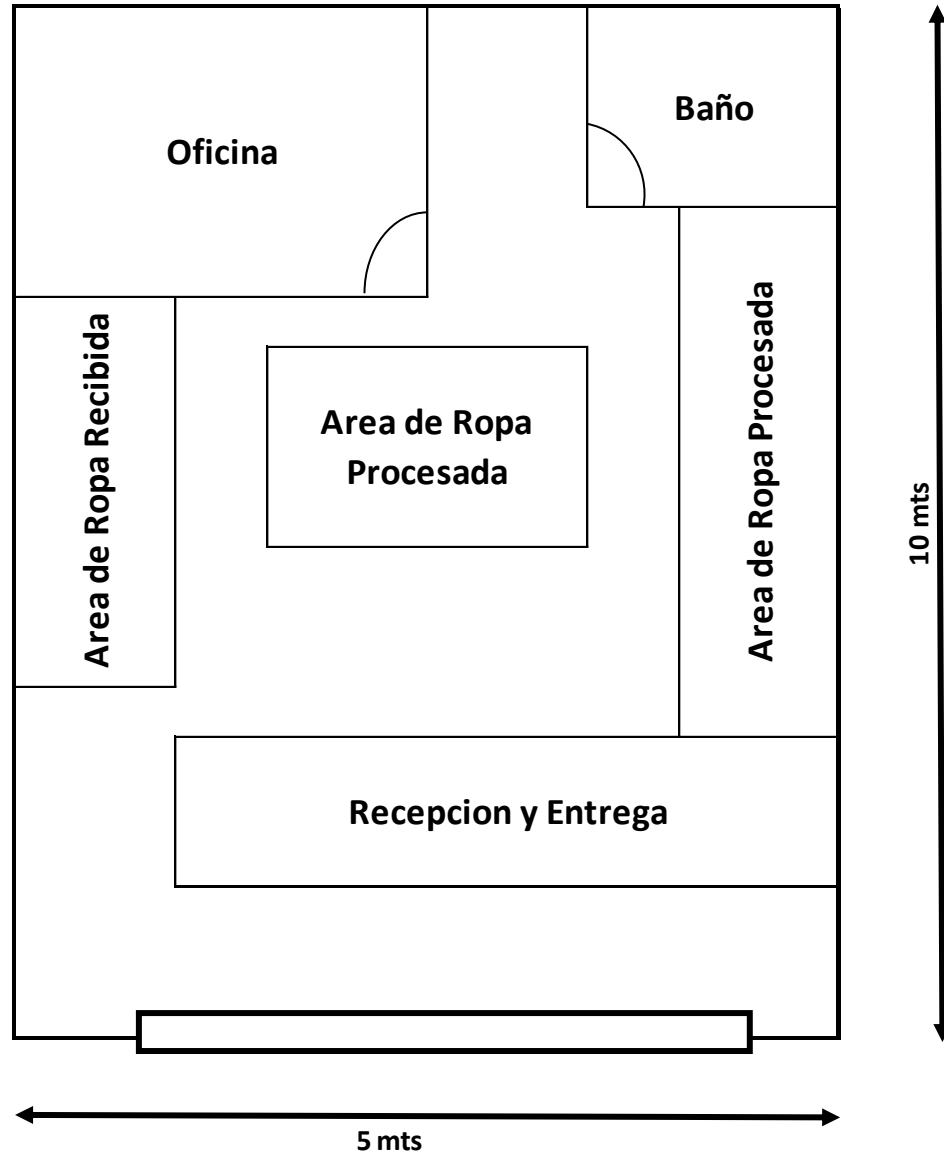 Baño
Oficina
Area de Ropa Recibida
Area de Ropa
Procesada
Area de Ropa Procesada
10 mts
Recepcion y Entrega
5 mts